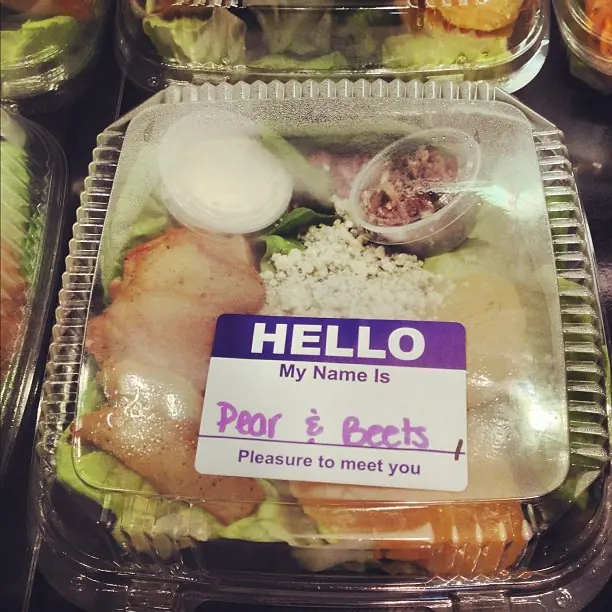 HELLO
My Name Is
Pear & Beets
Pleasure to meet you